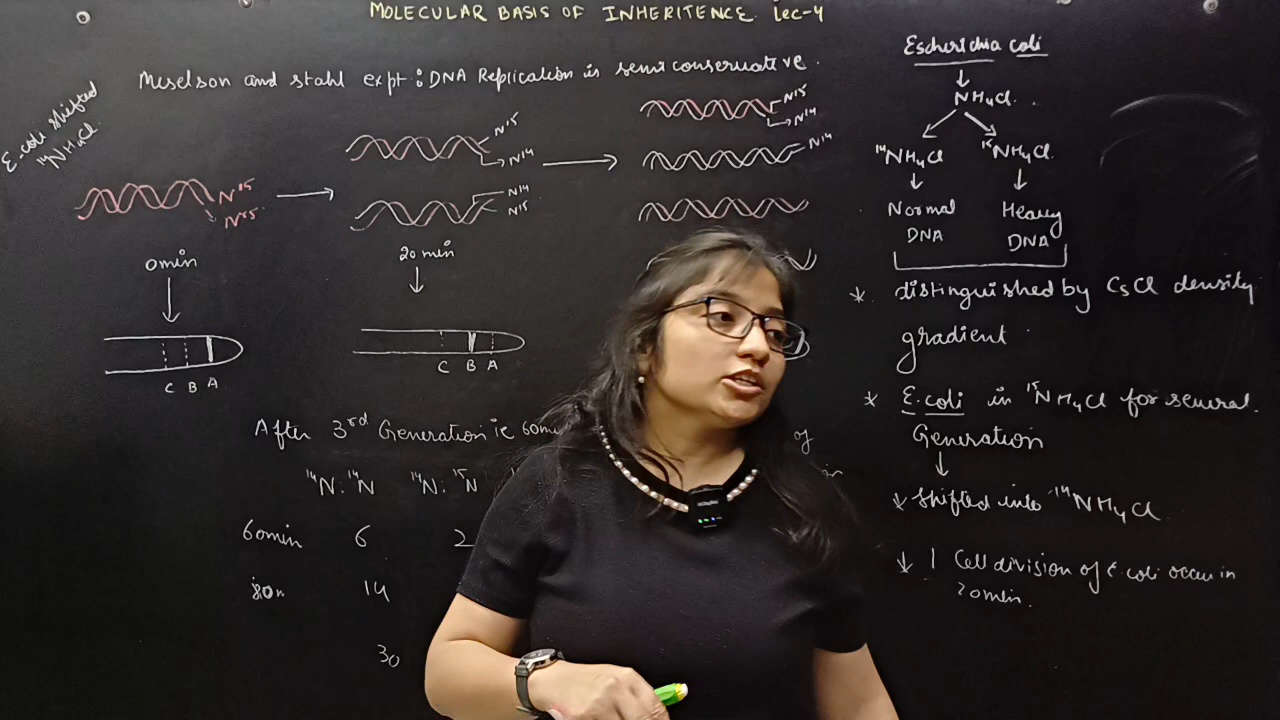 MOLECULAR BASIS OF INHERITENCE. Lec-4
Meselson and stahl expt: DNA Replication is semiconservative.
E. coli shifted
¹⁴NH₄Cl.
N15
N15
0min
C B A
N15
N14
N14
N15
20 min
C B A
N15
N14
N14
After 3rd Generation ie 60min
of
¹⁴N:¹⁴N ¹⁴N:¹⁵N
60min 6 2
80m 14
30
Escherichia coli
NH₄Cl.
¹⁴NH₄Cl ¹⁵NH₄Cl.
Normal DNA
Heavy DNA
* distinguished by CsCl density
gradient
* E. coli in ¹⁵NH₄Cl for several
Generation
* shifted into ¹⁴NH₄Cl
* 1 Cell division of E. coli occur in
20min.